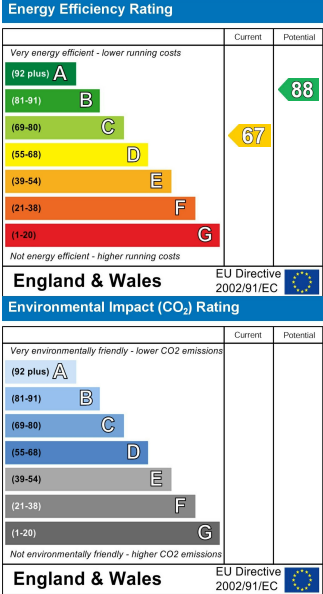 Energy Efficiency Rating
Current Potential
Very energy efficient - lower running costs
(92 plus) A
(81-91) B
88
(69-80) C
67
(55-68) D
(39-54) E
(21-38) F
(1-20) G
Not energy efficient - higher running costs
England & Wales EU Directive 2002/91/EC
Environmental Impact (CO₂) Rating
Current Potential
Very environmentally friendly - lower CO2 emissions
(92 plus) A
(81-91) B
(69-80) C
(55-68) D
(39-54) E
(21-38) F
(1-20) G
Not environmentally friendly - higher CO2 emissions
England & Wales EU Directive 2002/91/EC